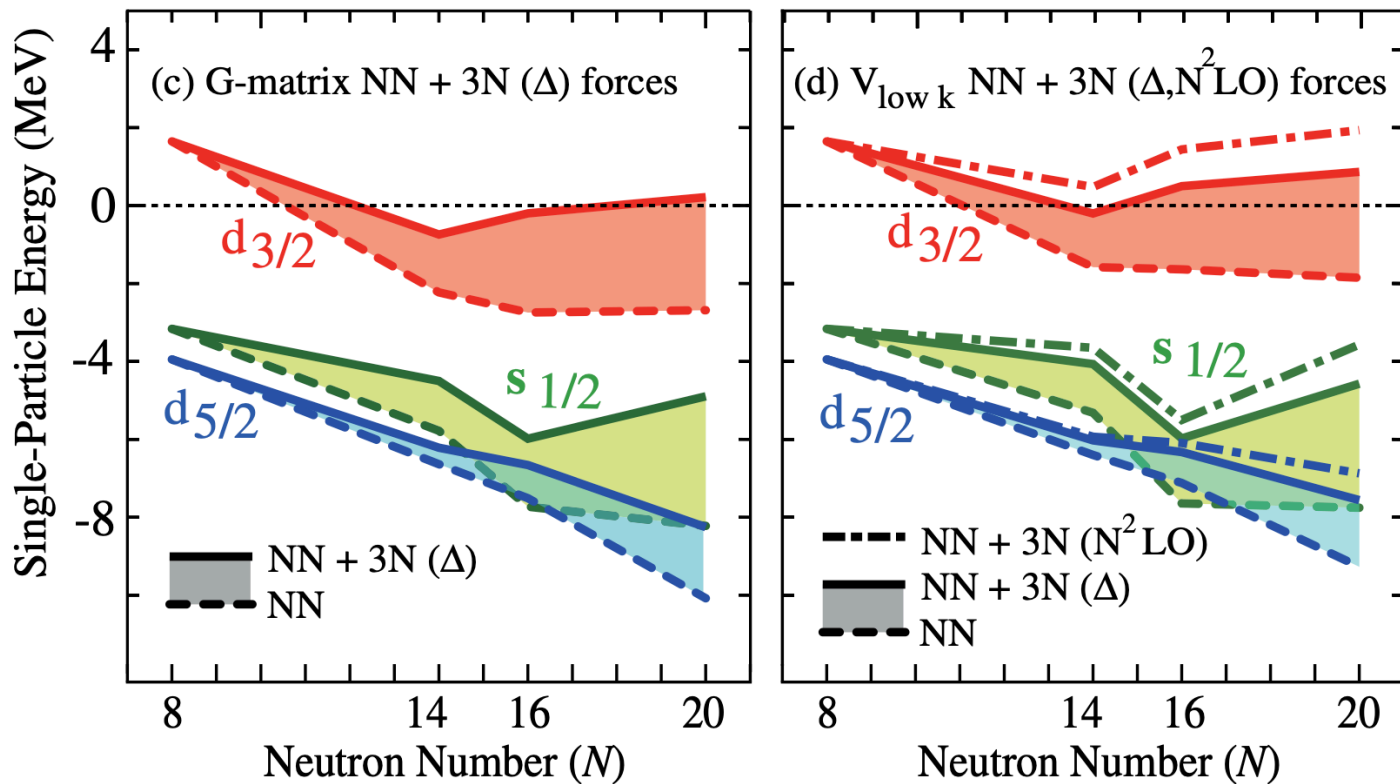 Single-Particle Energy (MeV)
4
0
-4
-8
(c) G-matrix NN + 3N (Δ) forces
d3/2
s1/2
d5/2
NN + 3N (Δ)
NN
8 14 16 20
Neutron Number (N)
(d) Vlow k NN + 3N (Δ,N²LO) forces
d3/2
s1/2
d5/2
NN + 3N (N²LO)
NN + 3N (Δ)
NN
8 14 16 20
Neutron Number (N)